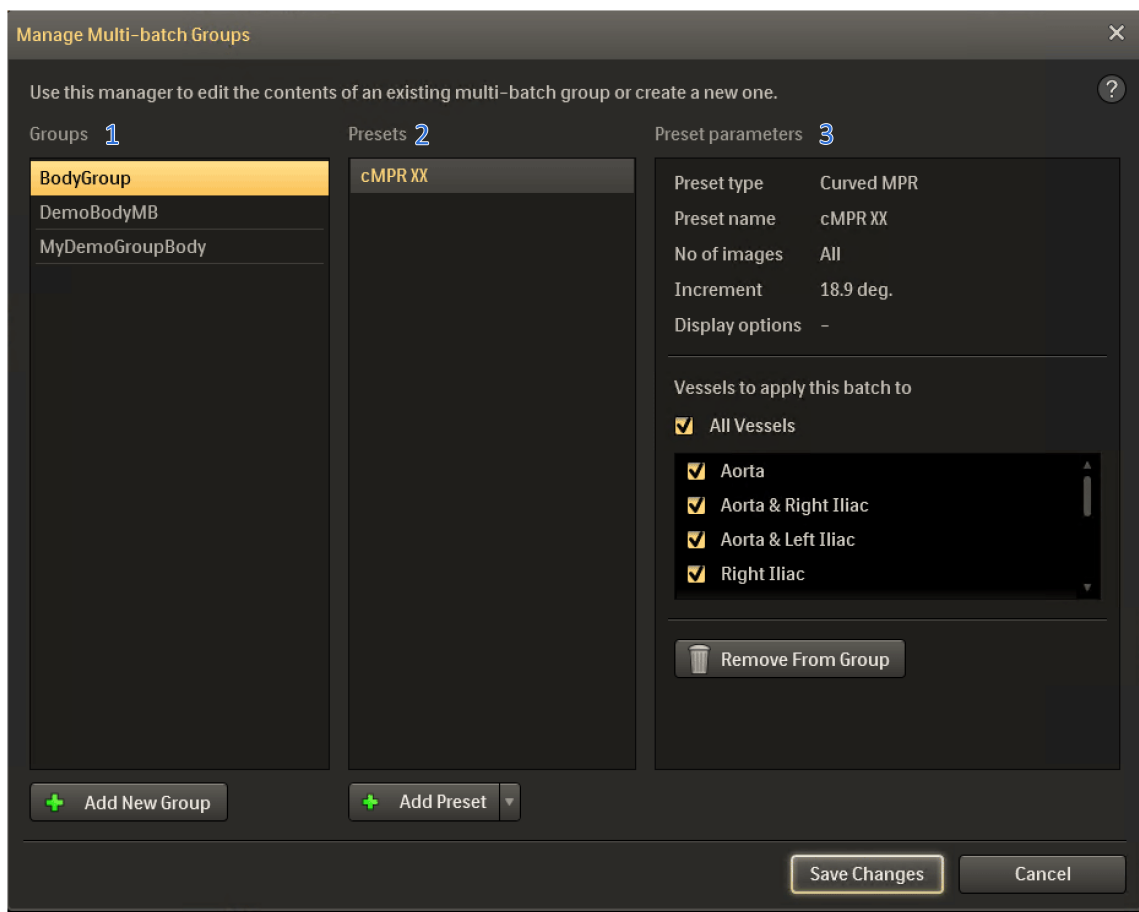 Manage Multi-batch Groups
Use this manager to edit the contents of an existing multi-batch group or create a new one.
?
Groups 1
BodyGroup
DemoBodyMB
MyDemoGroupBody
Add New Group
Presets 2
cMPR XX
Add Preset
Preset parameters 3
Preset type Curved MPR
Preset name cMPR XX
No of images All
Increment 18.9 deg.
Display options -
Vessels to apply this batch to
All Vessels
Aorta
Aorta & Right Iliac
Aorta & Left Iliac
Right Iliac
Remove From Group
Save Changes
Cancel